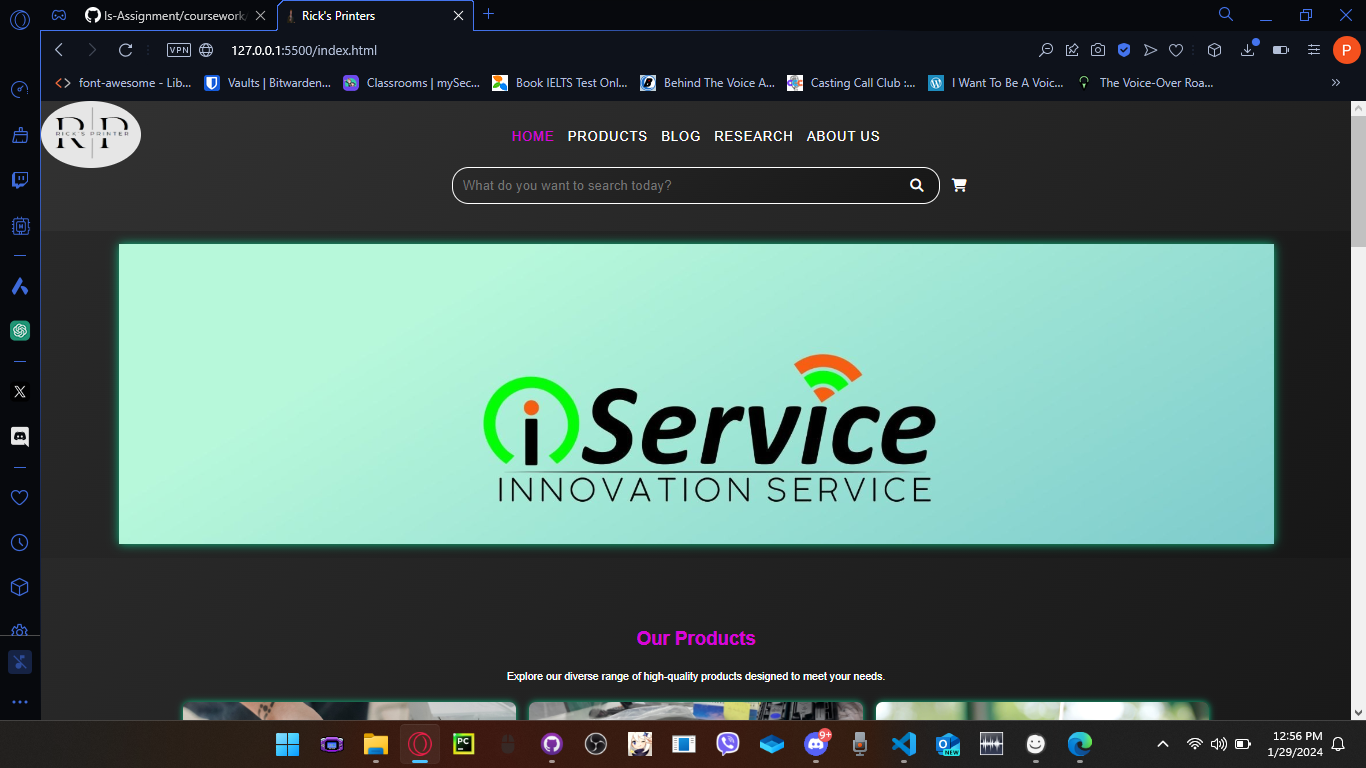 Is-Assignment/coursework
Rick's Printers
VPN
127.0.0.1:5500/index.html
P
font-awesome - Lib...
Vaults | Bitwarden...
Classrooms | mySec...
Book IELTS Test Onl...
Behind The Voice A...
Casting Call Club :...
I Want To Be A Voic...
The Voice-Over Roa...
»
R P
RICK'S PRINTER
HOME PRODUCTS BLOG RESEARCH ABOUT US
What do you want to search today?
i Service
INNOVATION SERVICE
Our Products
Explore our diverse range of high-quality products designed to meet your needs.
PC
9+
NEW
12:56 PM
1/29/2024